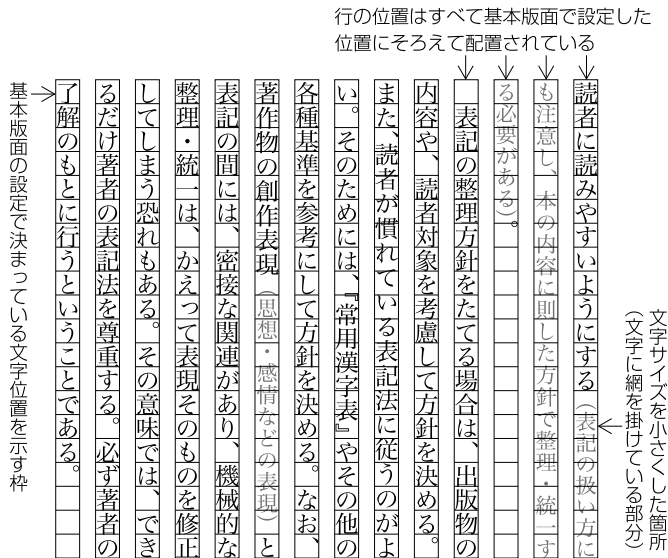 行の位置はすべて基本版面で設定した
位置にそろえて配置されている
文字サイズを小さくした箇所
（文字に網を掛けている部分）
読者に読みやすいようにする（表記の扱い方に
も注意し、本の内容に則した方針で整理・統一す
る必要がある）。
表記の整理方針をたてる場合は、出版物の
内容や、読者対象を考慮して方針を決める。
また、読者が慣れている表記法に従うのがよ
い。そのためには、『常用漢字表』やその他の
各種基準を参考にして方針を決める。なお、
著作物の創作表現（思想・感情などの表現）と
表記の間には、密接な関連があり、機械的な
整理・統一は、かえって表現そのものを修正
してしまう恐れもある。その意味では、でき
るだけ著者の表記法を尊重する。必ず著者の
了解のもとに行うということである。
基本版面の設定で決まっている文字位置を示す枠